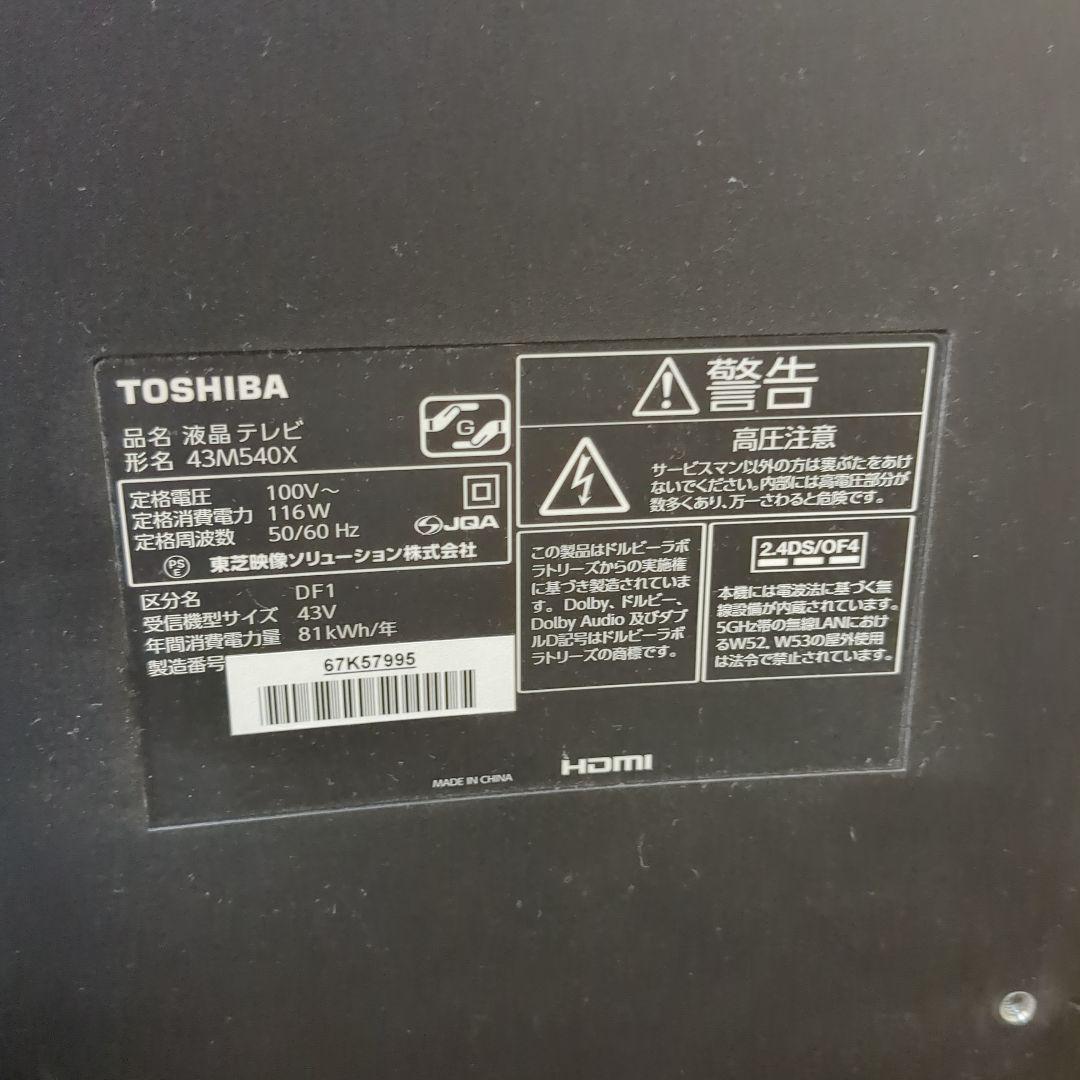 TOSHIBA
品名 液晶テレビ
形名 43M540X
G
定格電圧 100V～
定格消費電力 116W
定格周波数 50/60 Hz
JQA
PS
E
東芝映像ソリューション株式会社
区分名 DF1
受信機型サイズ 43V
年間消費電力量 81kWh/年
製造番号
67K57995
MADE IN CHINA
警告
高圧注意
サービスマン以外の方は裏ぶたをあけ
ないでください。内部には高電圧部分が
数多くあり、万一さわると危険です。
この製品はドルビーラボ
ラトリーズからの実施権
に基づき製造されていま
す。Dolby、ドルビー、
Dolby Audio 及びダブ
ルD記号はドルビーラボ
ラトリーズの商標です。
2.4DS/OF4
本機には電波法に基づく無
線設備が内蔵されています。
5GHz帯の無線LANにおけ
るW52、W53の屋外使用
は法令で禁止されています。
HDMI